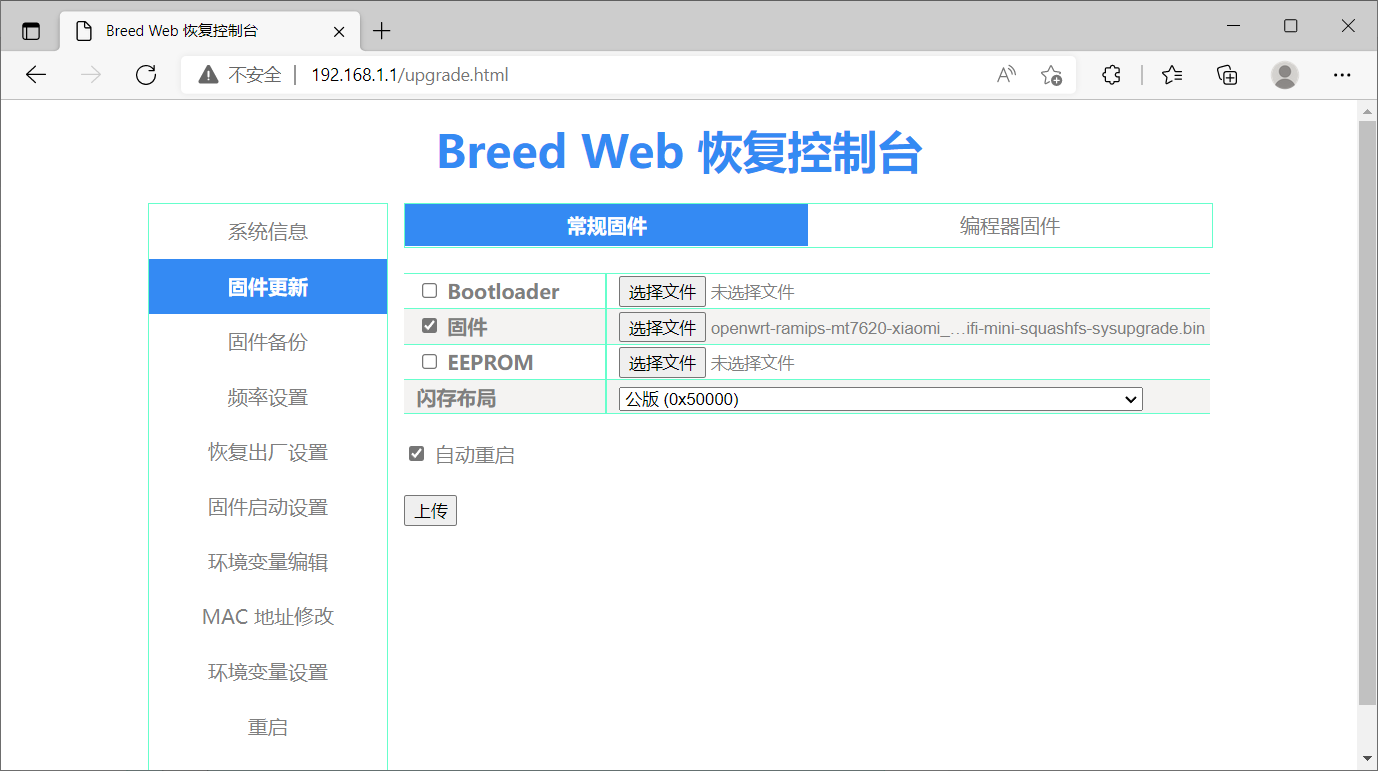 Breed Web 恢复控制台
不安全 | 192.168.1.1/upgrade.html
Breed Web 恢复控制台
系统信息
固件更新
固件备份
频率设置
恢复出厂设置
固件启动设置
环境变量编辑
MAC 地址修改
环境变量设置
重启
常规固件 编程器固件
Bootloader 选择文件 未选择文件
固件 选择文件 openwrt-ramips-mt7620-xiaomi_...ifi-mini-squashfs-sysupgrade.bin
EEPROM 选择文件 未选择文件
闪存布局 公版 (0x50000)
自动重启
上传